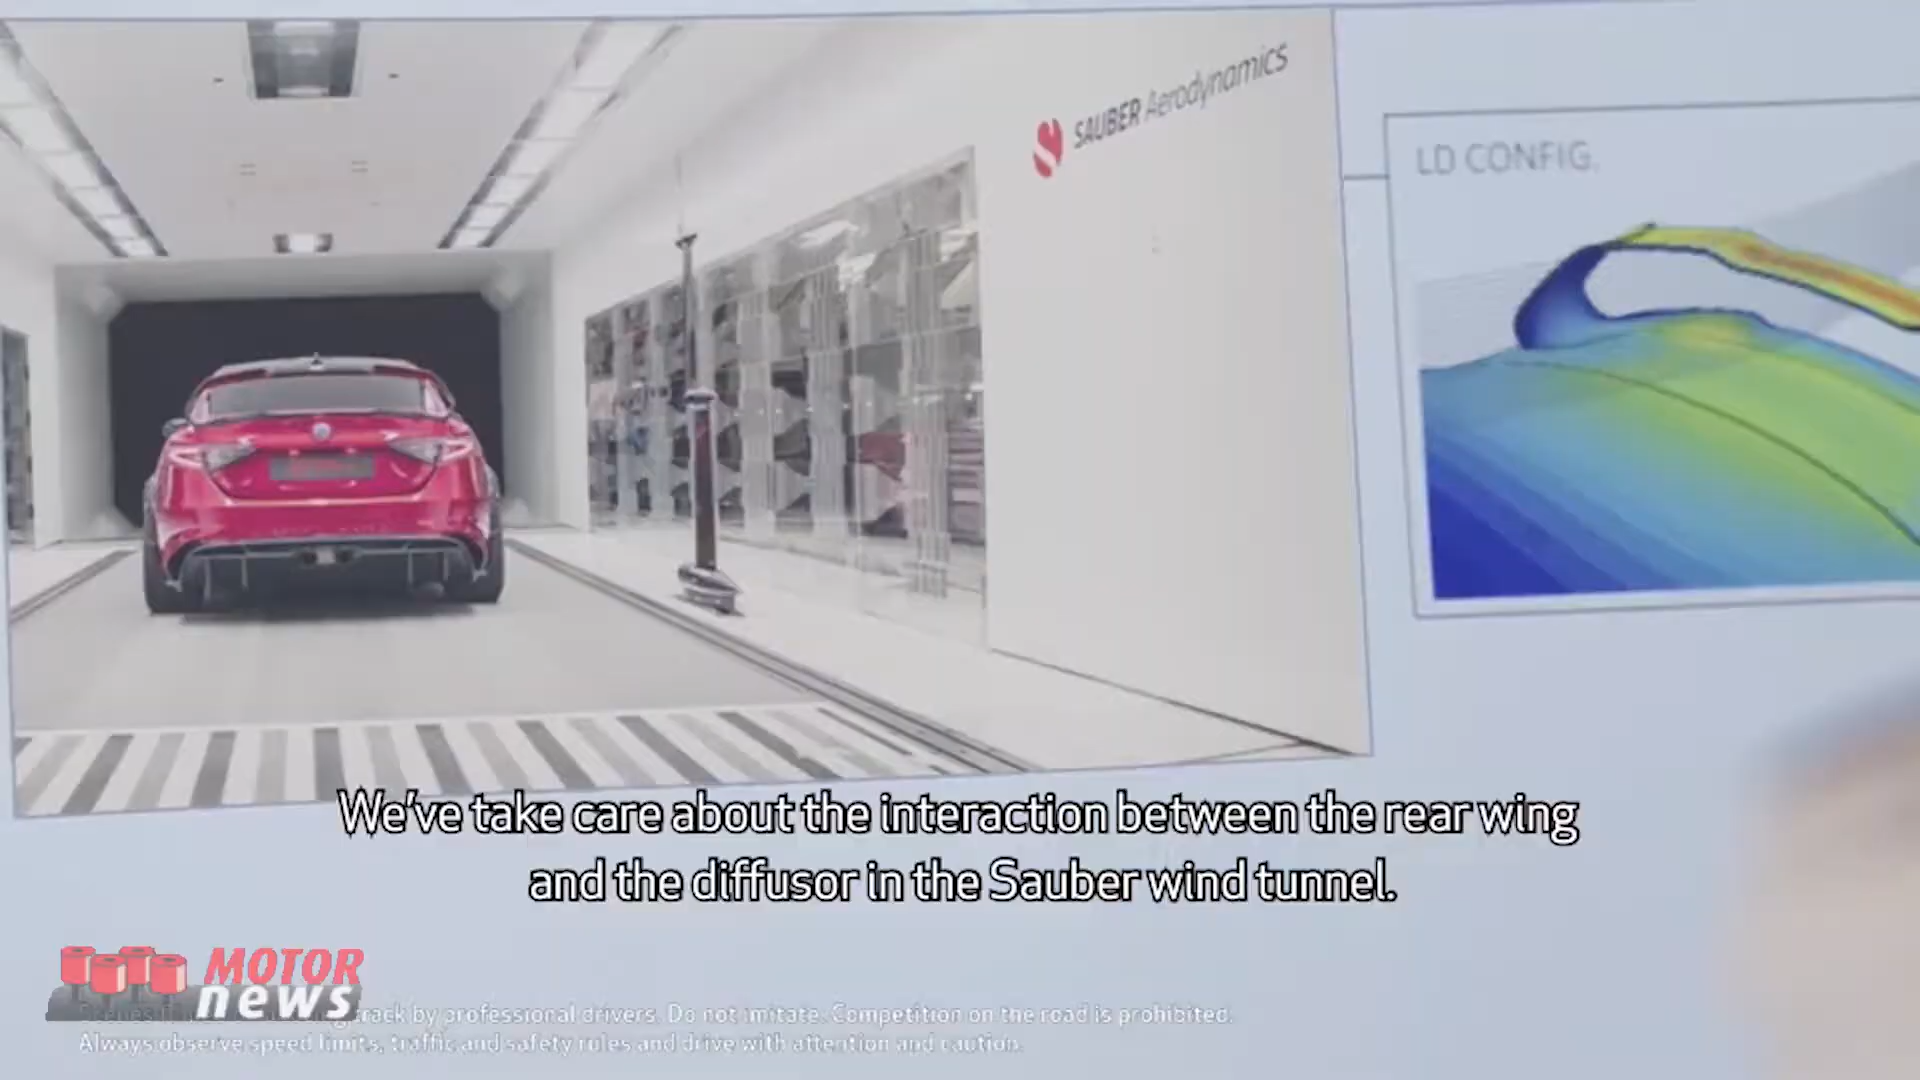 SAUBER Aerodynamics
LD CONFIG.
We've take care about the interaction between the rear wing
and the diffusor in the Sauber wind tunnel.
MOTOR
news
track by professional drivers. Do not imitate. Competition on the road is prohibited.
Always observe speed limits, traffic and safety rules and drive with attention and caution.